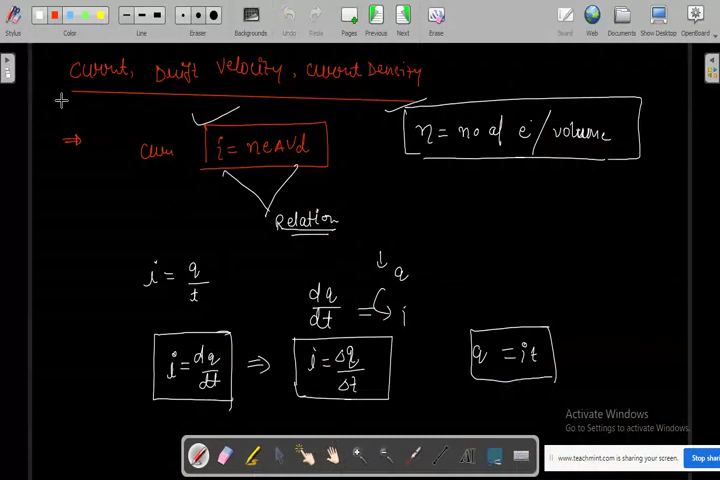 Stylus
Color
Line
Eraser
Backgrounds
Undo
Redo
Pages
Previous
Next
Erase
Board
Web
Documents
Show Desktop
OpenBoard
Current, Drift Velocity, Current Density
⇒ Curr i = neAVd
n = no of e⁻/volume
Relation
i = q/t
↓ q
dq/dt = i
i = dq/dt ⇒ i = Δq/Δt
q = it
Activate Windows
Go to Settings to activate Windows.
www.teachmint.com is sharing your screen.
Stop shari